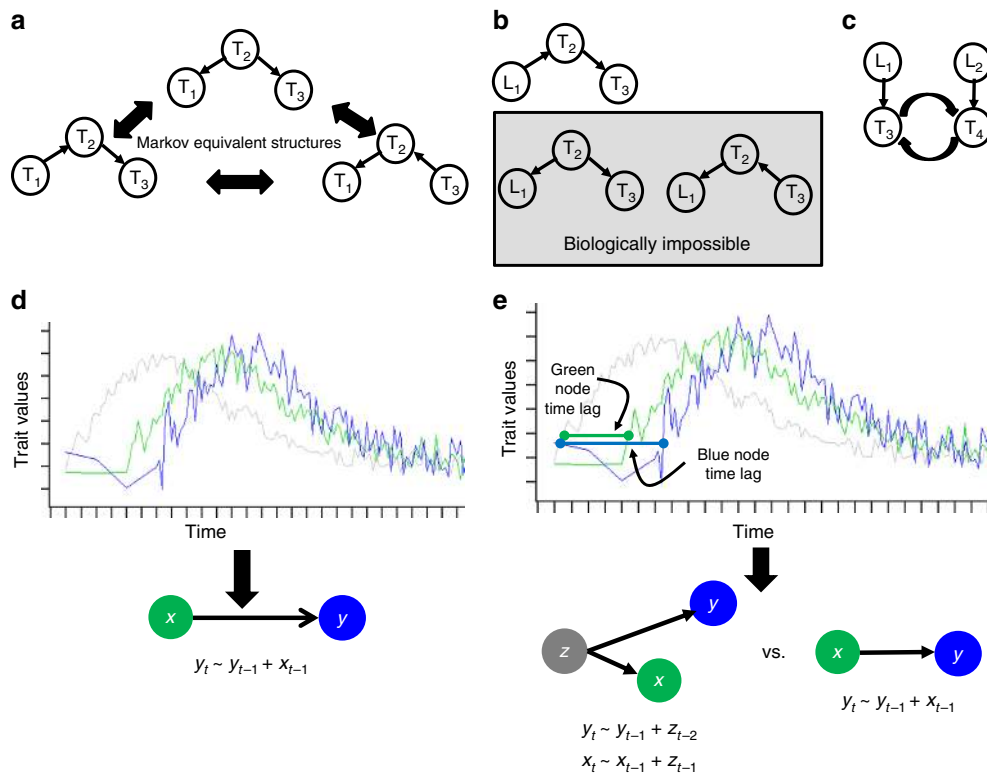 a
T2
T1
T3
Markov equivalent structures
T2
T1
T3
T2
T1
T3
b
T2
L1
T3
T2
L1
T3
T2
L1
T3
Biologically impossible
c
L1
L2
T3
T4
d
Trait values
Time
x
y
yt ~ yt–1 + xt–1
e
Trait values
Green
node
time lag
Blue node
time lag
Time
y
z
x
vs.
x
y
yt ~ yt–1 + zt–2
xt ~ xt–1 + zt–1
yt ~ yt–1 + xt–1